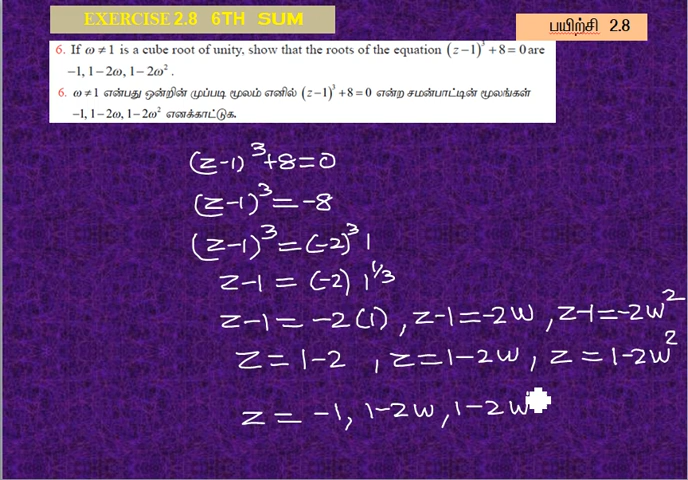 EXERCISE 2.8 6TH SUM
பயிற்சி 2.8
6. If ω ≠ 1 is a cube root of unity, show that the roots of the equation (z−1)³ + 8 = 0 are
−1, 1−2ω, 1−2ω².
6. ω ≠ 1 என்பது ஒன்றின் முப்படி மூலம் எனில் (z−1)³ + 8 = 0 என்ற சமன்பாட்டின் மூலங்கள்
−1, 1−2ω, 1−2ω² எனக்காட்டுக.
(z−1)³+8=0
(z−1)³=−8
(z−1)³=(−2)³ 1
z−1 = (−2) 1^(1/3)
z−1 = −2(1), z−1=−2w, z−1=−2w²
z = 1−2 , z=1−2w, z = 1−2w²
z = −1, 1−2w, 1−2w